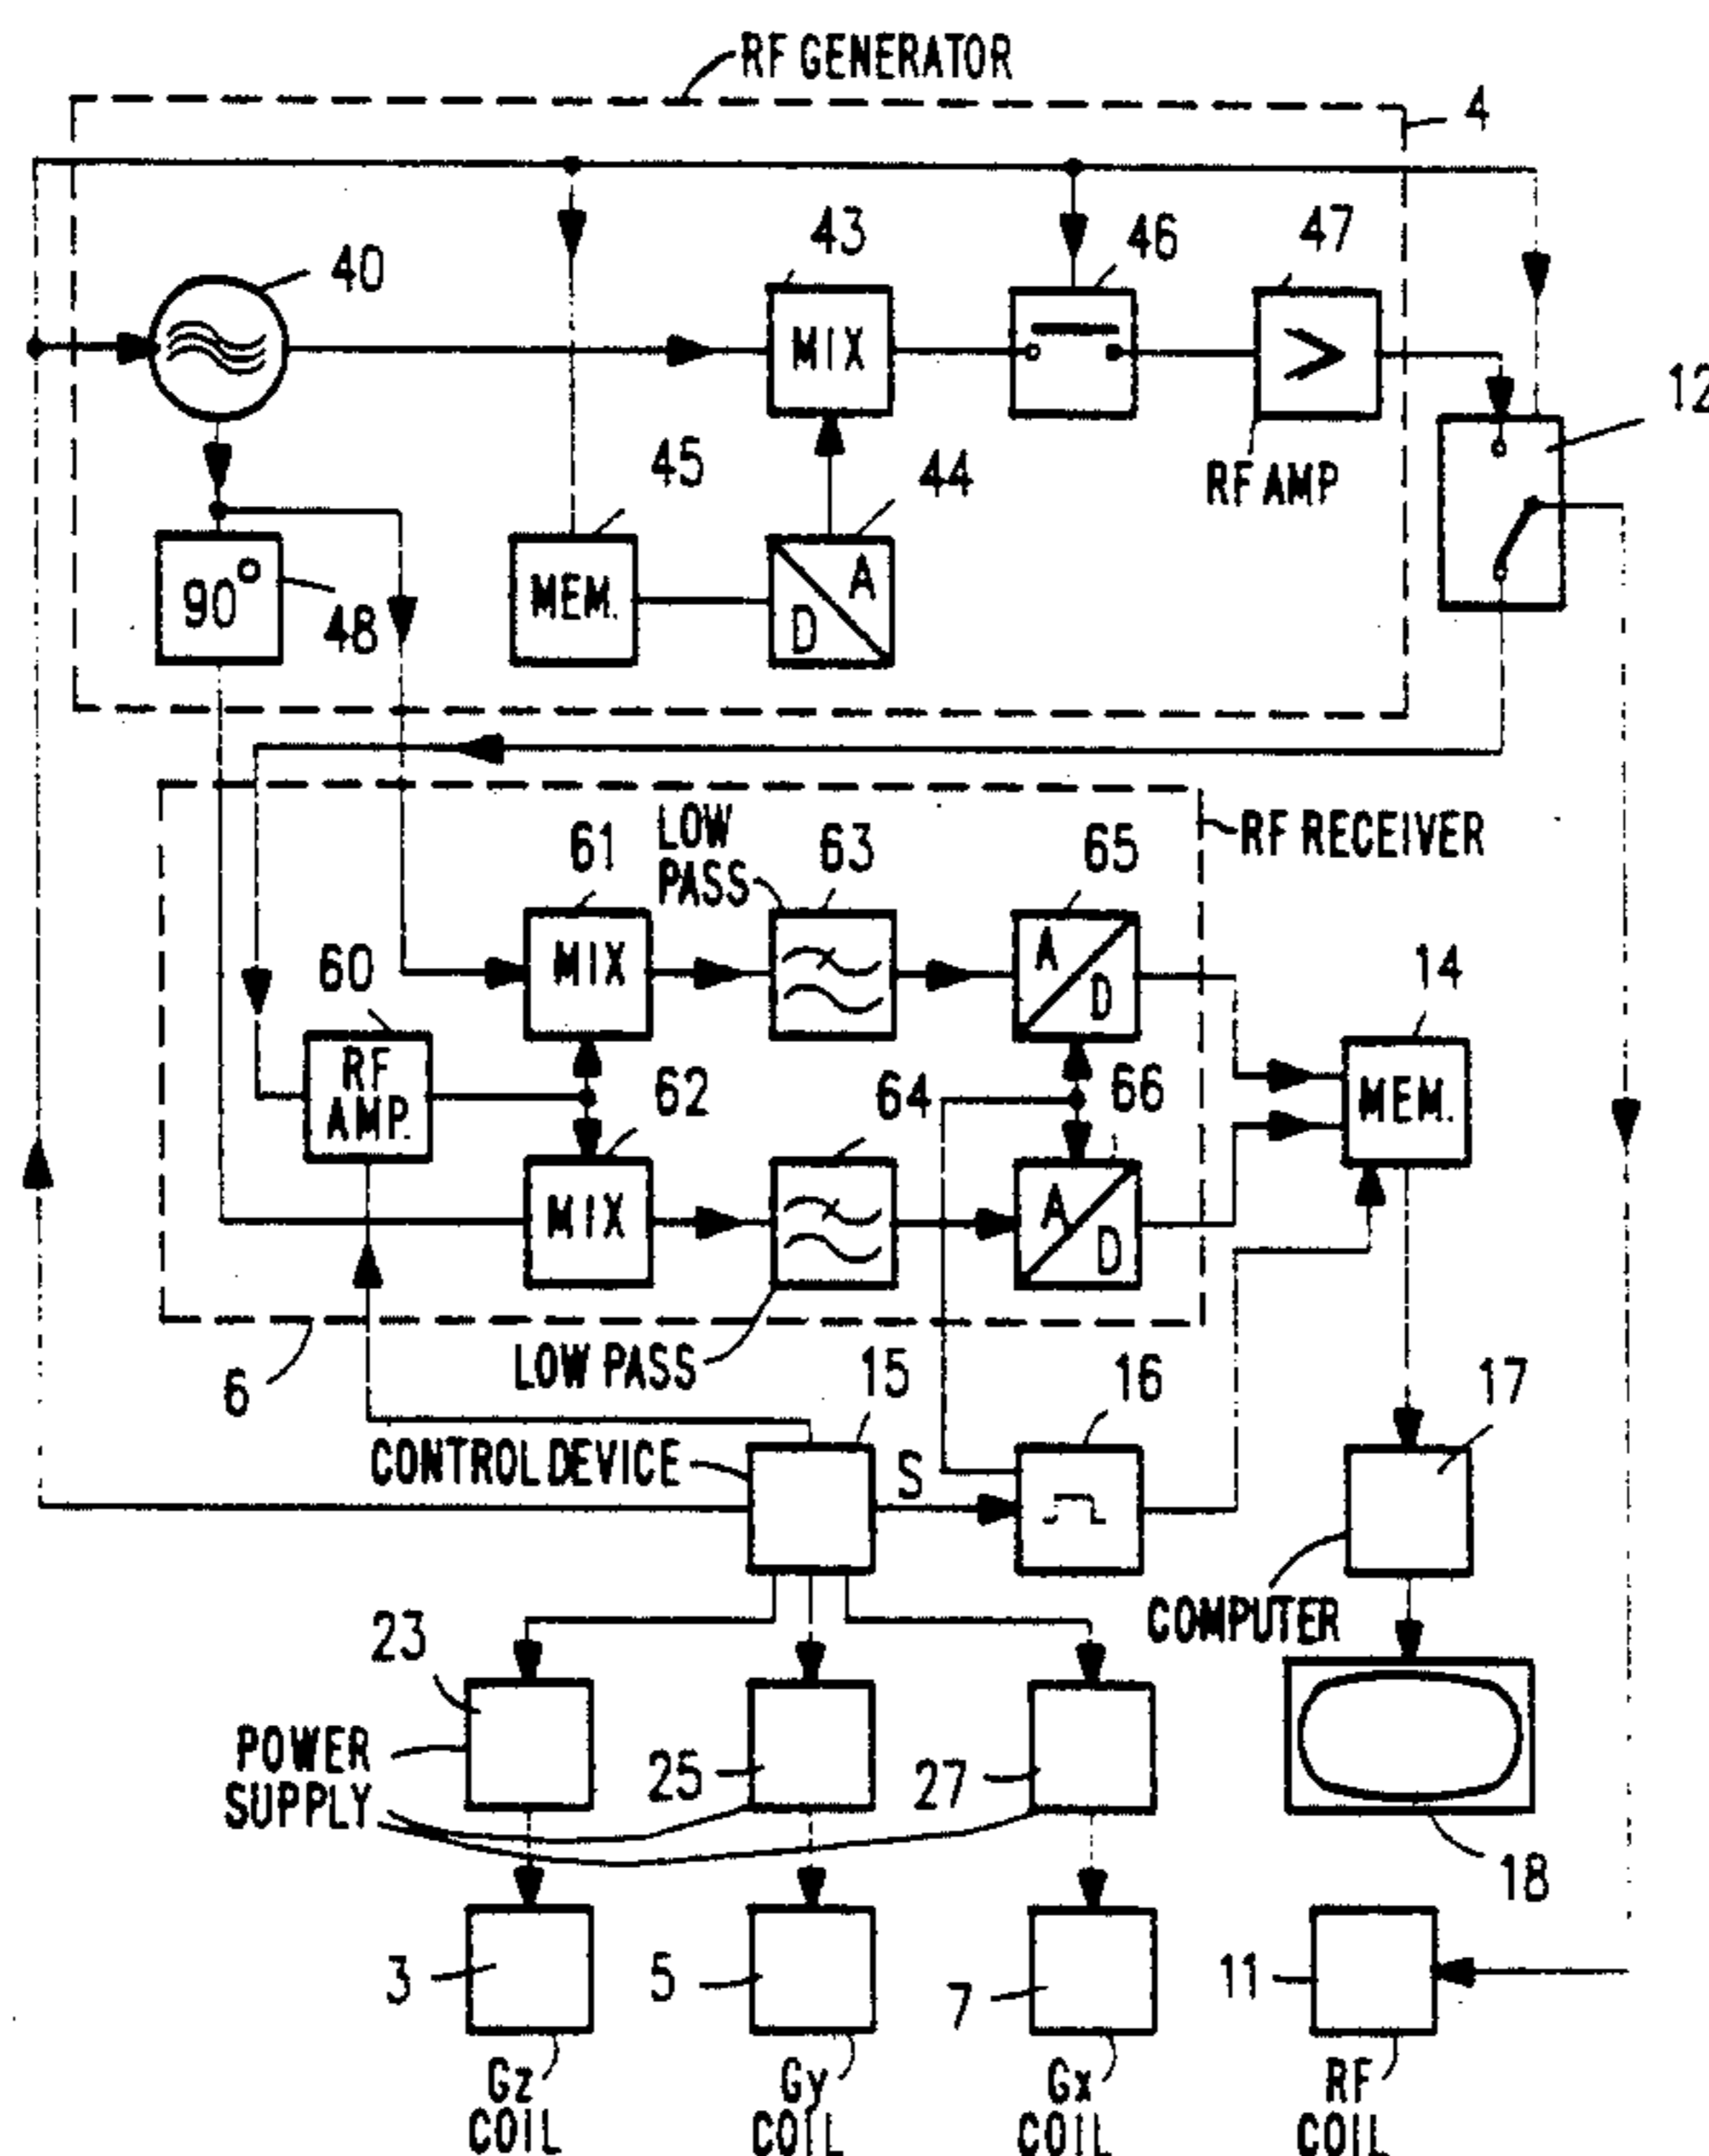 RF GENERATOR
4
40
43
46
47
12
MIX
>
RF AMP
45
44
90°
48
MEM.
A
D
RF RECEIVER
61
LOW
PASS
63
65
60
MIX
A
D
14
RF
AMP.
62
64
66
MEM.
MIX
A
D
6
LOW PASS
15
16
17
CONTROL DEVICE
S
COMPUTER
23
POWER
SUPPLY
25
27
18
3
5
7
11
Gz
COIL
Gy
COIL
Gx
COIL
RF
COIL